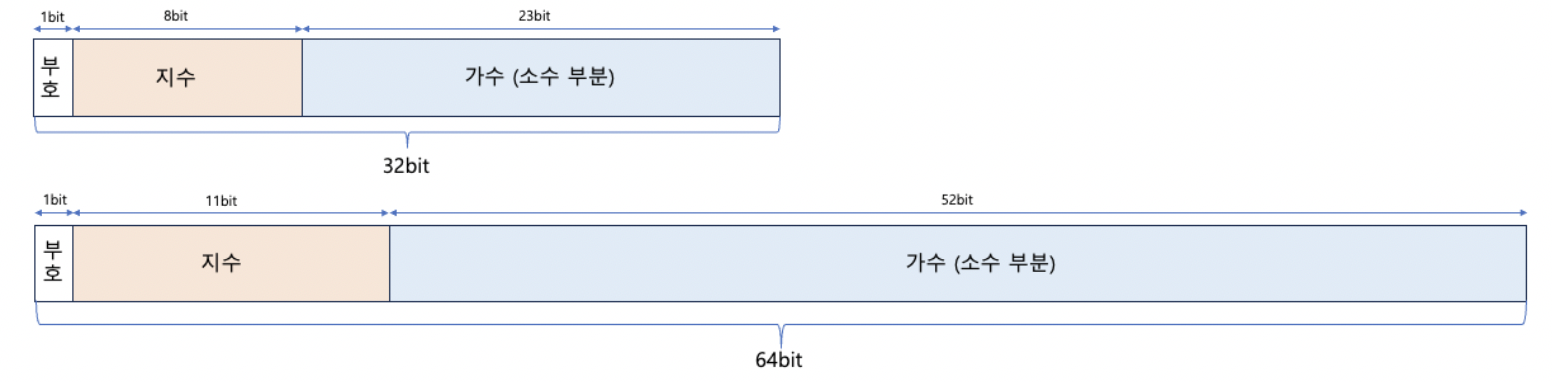 1bit 8bit 23bit
부호 지수 가수 (소수 부분)
32bit
1bit 11bit 52bit
부호 지수 가수 (소수 부분)
64bit